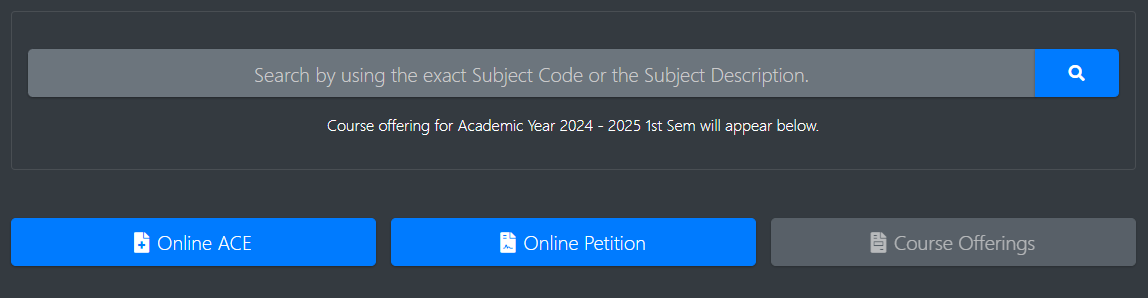 Search by using the exact Subject Code or the Subject Description.
Course offering for Academic Year 2024 - 2025 1st Sem will appear below.
Online ACE
Online Petition
Course Offerings